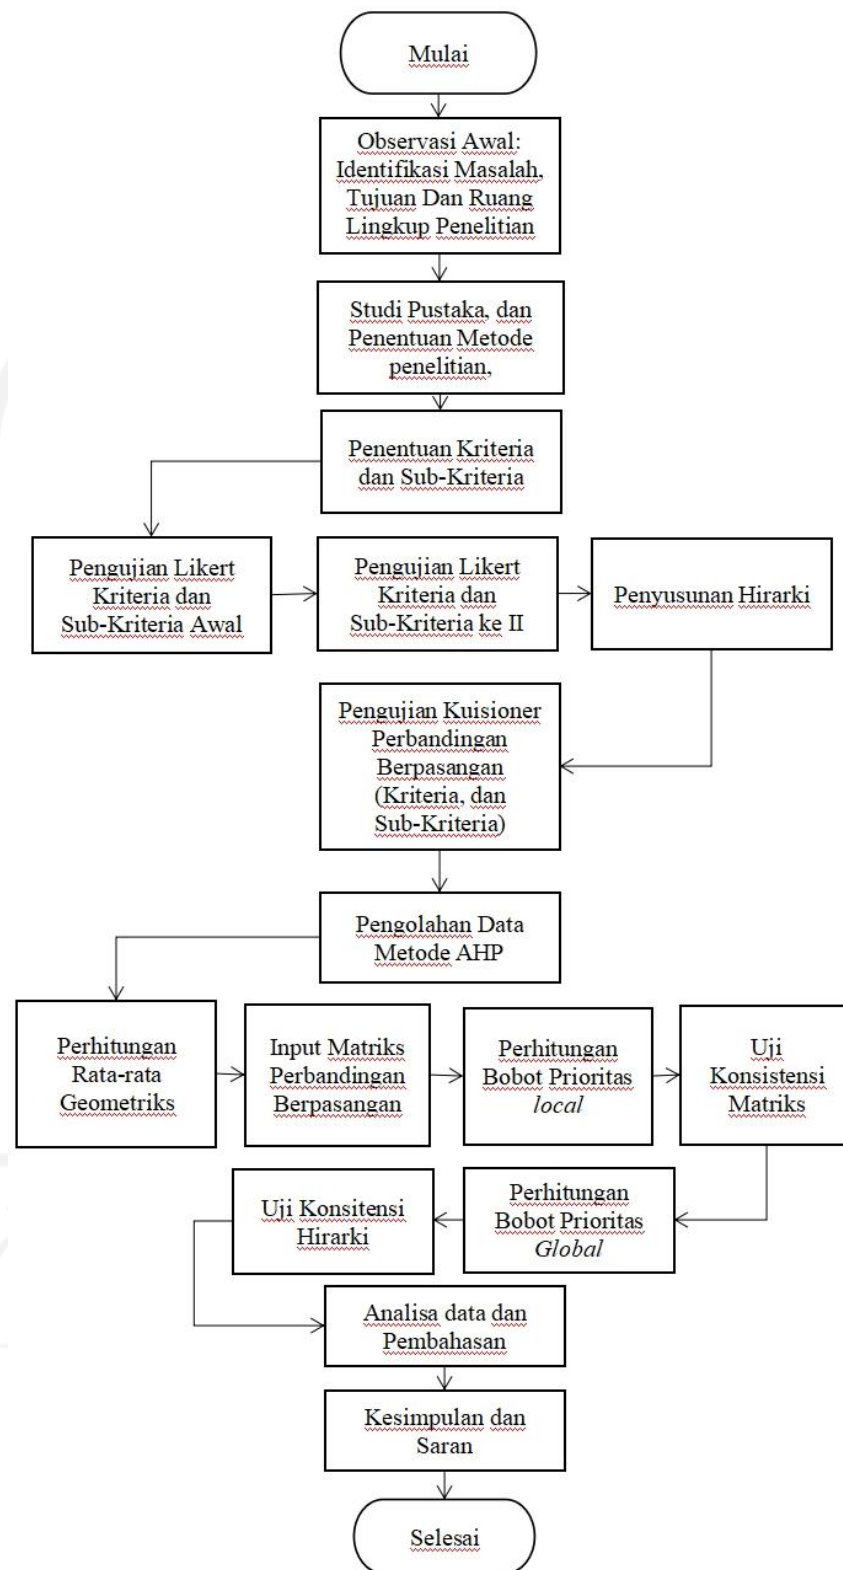 Mulai
Observasi Awal:
Identifikasi Masalah,
Tujuan Dan Ruang
Lingkup Penelitian
Studi Pustaka, dan
Penentuan Metode
penelitian,
Penentuan Kriteria
dan Sub-Kriteria
Pengujian Likert
Kriteria dan
Sub-Kriteria Awal
Pengujian Likert
Kriteria dan
Sub-Kriteria ke II
Penyusunan Hirarki
Pengujian Kuisioner
Perbandingan
Berpasangan
(Kriteria, dan
Sub-Kriteria)
Pengolahan Data
Metode AHP
Perhitungan
Rata-rata
Geometriks
Input Matriks
Perbandingan
Berpasangan
Perhitungan
Bobot Prioritas
local
Uji
Konsistensi
Matriks
Perhitungan
Bobot Prioritas
Global
Uji Konsitensi
Hirarki
Analisa data dan
Pembahasan
Kesimpulan dan
Saran
Selesai